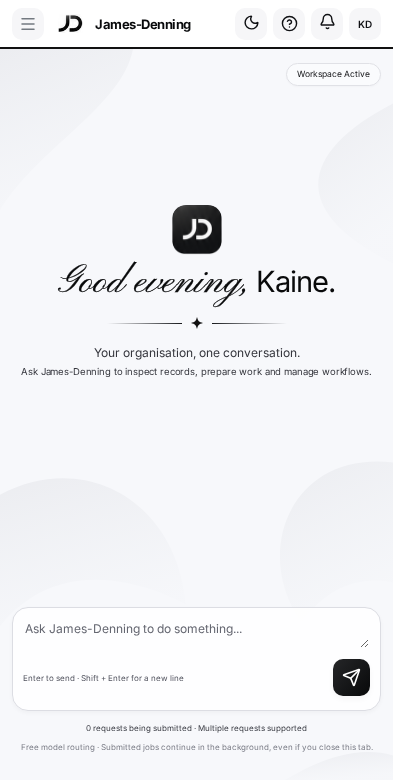 JD James-Denning KD
Workspace Active
JD
Good evening, Kaine.
Your organisation, one conversation.
Ask James-Denning to inspect records, prepare work and manage workflows.
Ask James-Denning to do something...
Enter to send · Shift + Enter for a new line
0 requests being submitted · Multiple requests supported
Free model routing · Submitted jobs continue in the background, even if you close this tab.